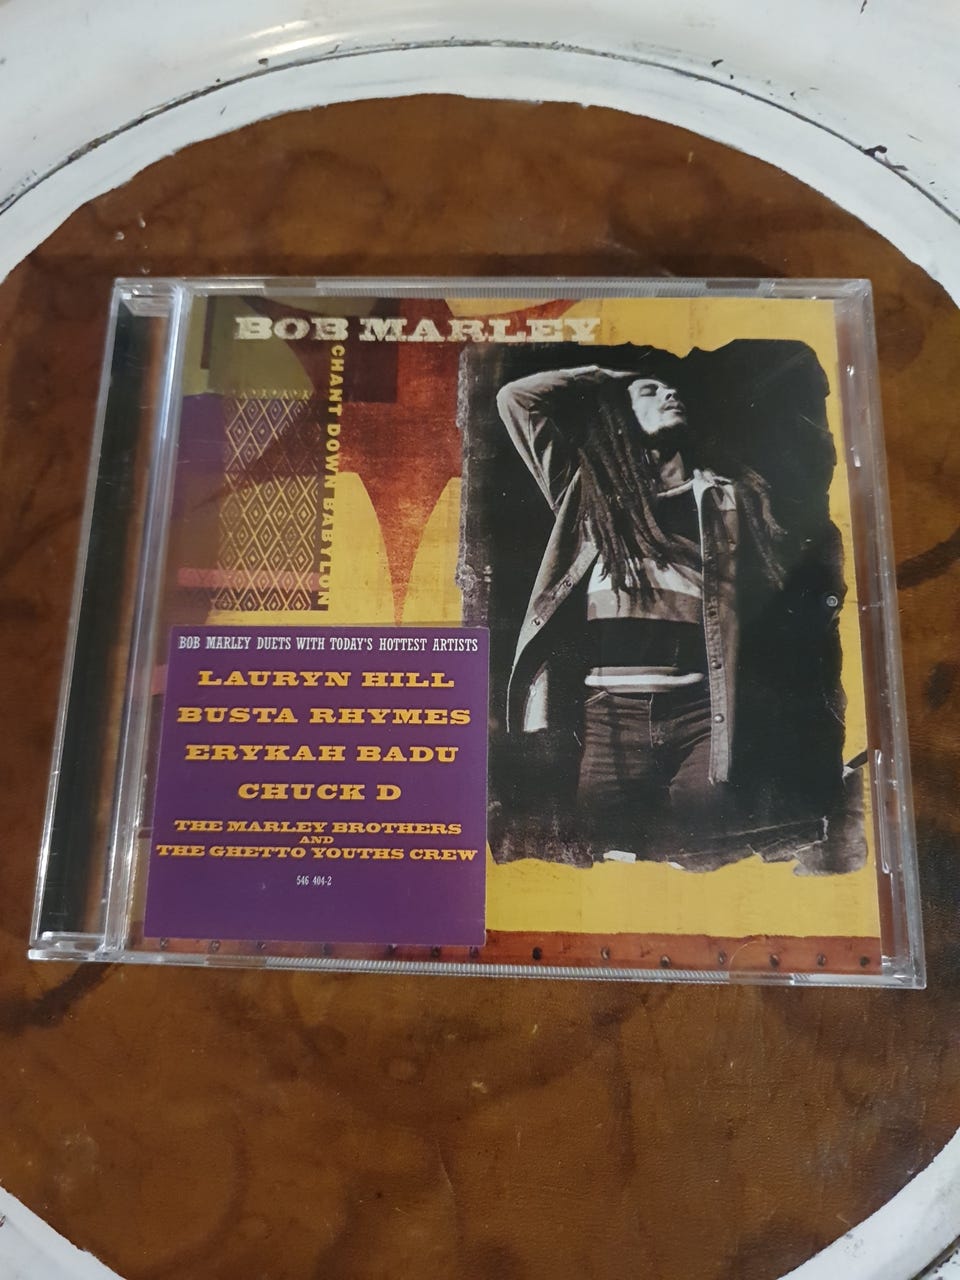 BOB MARLEY
CHANT DOWN BABYLON
BOB MARLEY DUETS WITH TODAY'S HOTTEST ARTISTS
LAURYN HILL
BUSTA RHYMES
ERYKAH BADU
CHUCK D
THE MARLEY BROTHERS
AND
THE GHETTO YOUTHS CREW
546 404-2